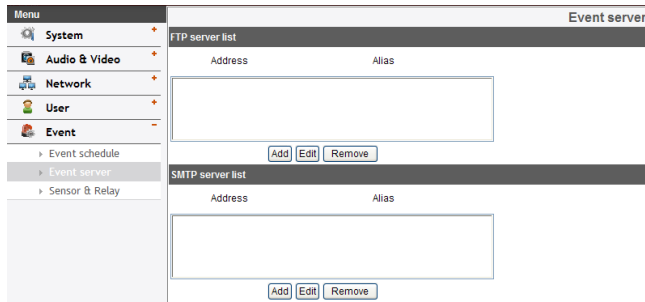 Menu
System +
Audio & Video +
Network +
User +
Event -
Event schedule
Event server
Sensor & Relay
Event server
FTP server list
Address Alias
Add Edit Remove
SMTP server list
Address Alias
Add Edit Remove